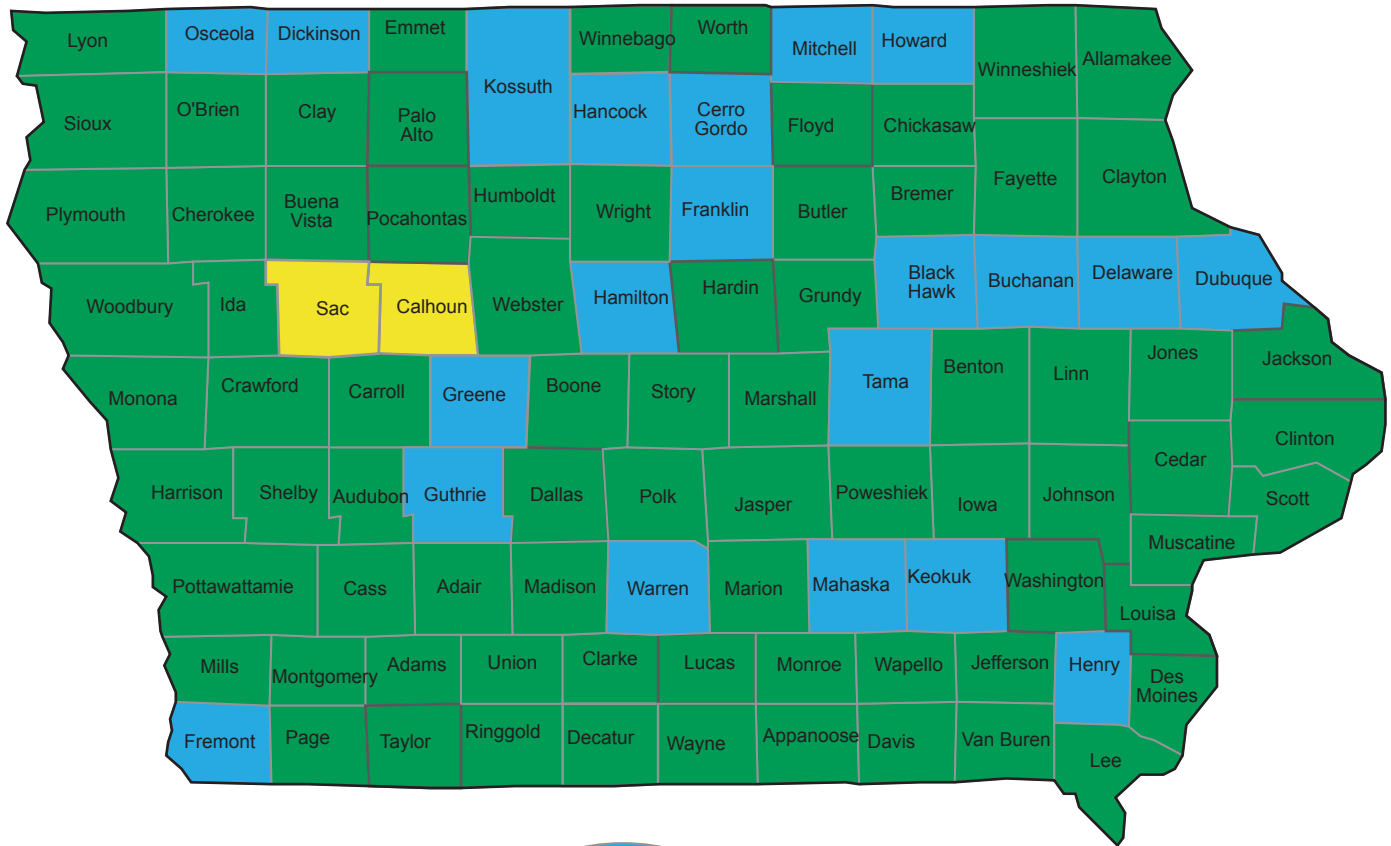 Lyon
Osceola
Dickinson
Emmet
Kossuth
Winnebago
Worth
Mitchell
Howard
Winneshiek
Allamakee
Sioux
O'Brien
Clay
Palo
Alto
Hancock
Cerro
Gordo
Floyd
Chickasaw
Fayette
Clayton
Plymouth
Cherokee
Buena
Vista
Pocahontas
Humboldt
Wright
Franklin
Butler
Bremer
Woodbury
Ida
Sac
Calhoun
Webster
Hamilton
Hardin
Grundy
Black
Hawk
Buchanan
Delaware
Dubuque
Monona
Crawford
Carroll
Greene
Boone
Story
Marshall
Tama
Benton
Linn
Jones
Jackson
Clinton
Harrison
Shelby
Audubon
Guthrie
Dallas
Polk
Jasper
Poweshiek
Iowa
Johnson
Cedar
Scott
Muscatine
Pottawattamie
Cass
Adair
Madison
Warren
Marion
Mahaska
Keokuk
Washington
Louisa
Mills
Montgomery
Adams
Union
Clarke
Lucas
Monroe
Wapello
Jefferson
Henry
Des
Moines
Fremont
Page
Taylor
Ringgold
Decatur
Wayne
Appanoose
Davis
Van Buren
Lee